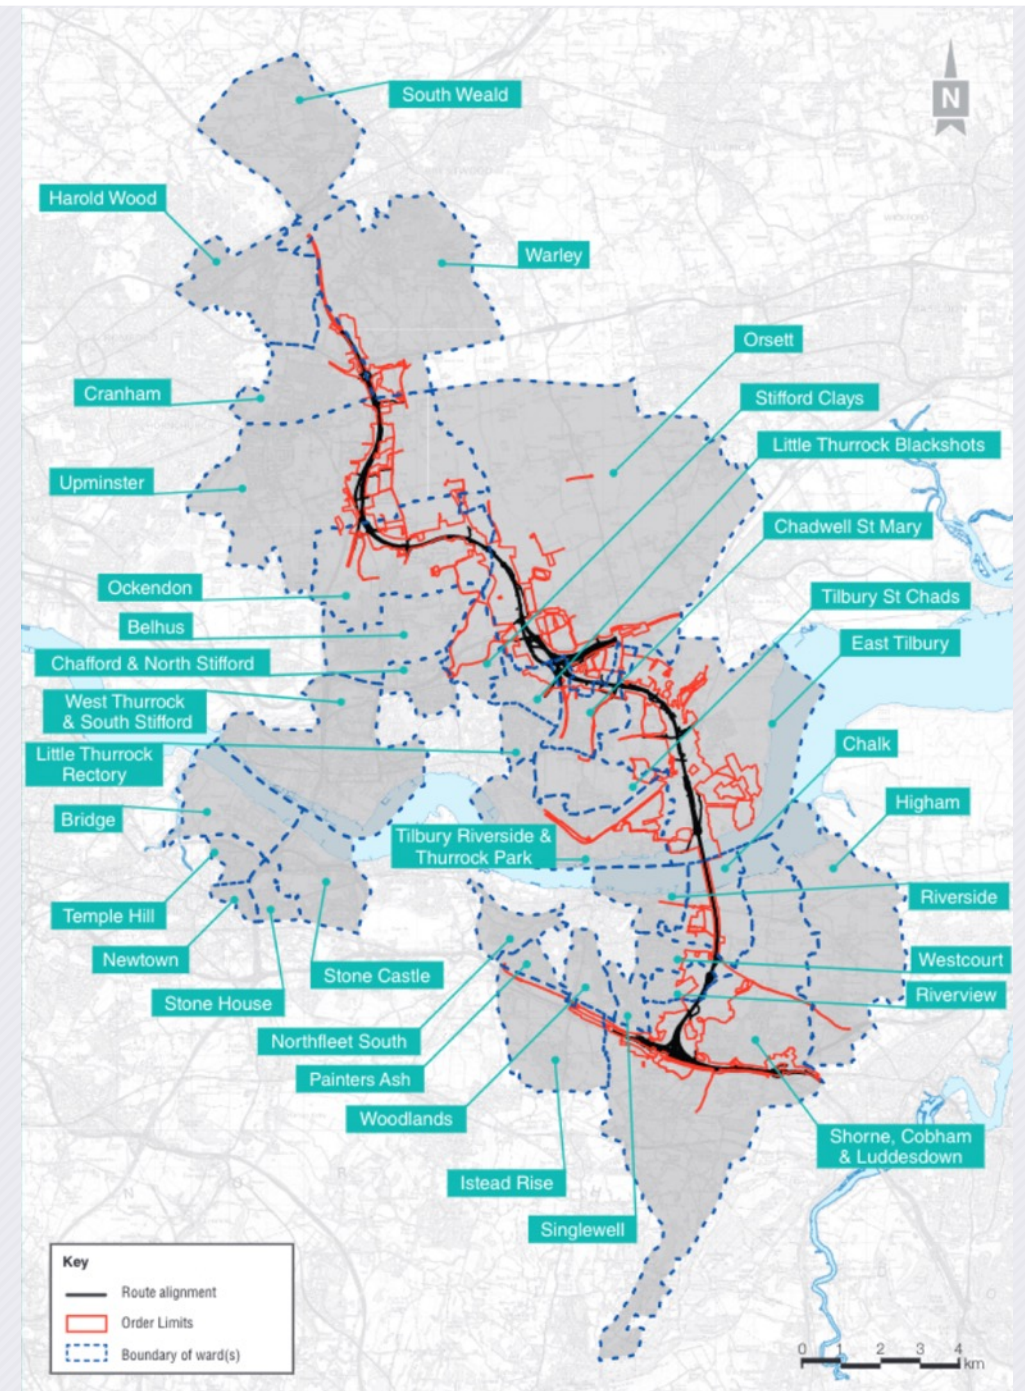 South Weald
N
Harold Wood
Warley
Orsett
Cranham
Stifford Clays
Little Thurrock Blackshots
Upminster
Chadwell St Mary
Ockendon
Tilbury St Chads
Belhus
East Tilbury
Chafford & North Stifford
West Thurrock
& South Stifford
Little Thurrock
Rectory
Chalk
Higham
Bridge
Tilbury Riverside &
Thurrock Park
Riverside
Temple Hill
Newtown
Westcourt
Stone Castle
Riverview
Stone House
Northfleet South
Painters Ash
Woodlands
Shorne, Cobham
& Luddesdown
Istead Rise
Singlewell
Key
Route alignment
Order Limits
Boundary of ward(s)
0 1 2 3 4
km